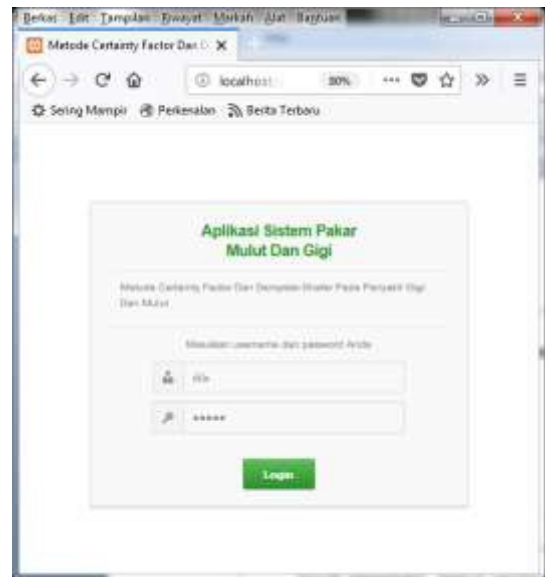 Berkas Edit Tampilan Riwayat Markah Alat Bantuan
Metode Certainty Factor Dan D
localhost 80%
Sering Mampir Perkenalan Berita Terbaru
Aplikasi Sistem Pakar
Mulut Dan Gigi
Metode Certainty Factor Dan Dempster Shafer Pada Penyakit Gigi
Dan Mulut
Masukan username dan password Anda
Login